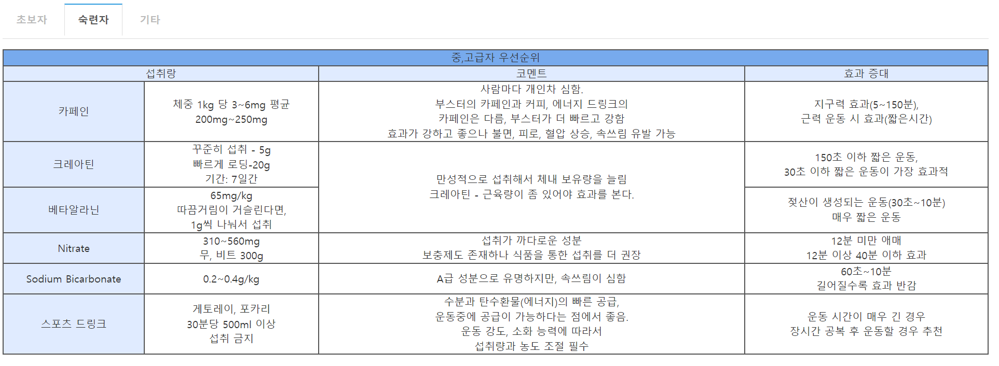 초보자
숙련자
기타
중,고급자 우선순위
섭취랑
코멘트
효과 증대
카페인
체중 1kg 당 3~6mg 평균
200mg~250mg
사람마다 개인차 심함.
부스터의 카페인과 커피, 에너지 드링크의
카페인은 다름, 부스터가 더 빠르고 강함
효과가 강하고 좋으나 불면, 피로, 혈압 상승, 속쓰림 유발 가능
지구력 효과(5~150분),
근력 운동 시 효과(짧은시간)
크레아틴
꾸준히 섭취 - 5g
빠르게 로딩-20g
기간: 7일간
만성적으로 섭취해서 체내 보유량을 늘림
크레아틴 - 근육량이 좀 있어야 효과를 본다.
150초 이하 짧은 운동,
30초 이하 짧은 운동이 가장 효과적
베타알라닌
65mg/kg
따끔거림이 거슬린다면,
1g씩 나눠서 섭취
젖산이 생성되는 운동(30초~10분)
매우 짧은 운동
Nitrate
310~560mg
무, 비트 300g
섭취가 까다로운 성분
보충제도 존재하나 식품을 통한 섭취를 더 권장
12분 미만 애매
12분 이상 40분 이하 효과
Sodium Bicarbonate
0.2~0.4g/kg
A급 성분으로 유명하지만, 속쓰림이 심함
60초~10분
길어질수록 효과 반감
스포츠 드링크
게토레이, 포카리
30분당 500ml 이상
섭취 금지
수분과 탄수환물(에너지)의 빠른 공급,
운동중에 공급이 가능하다는 점에서 좋음.
운동 강도, 소화 능력에 따라서
섭취량과 농도 조절 필수
운동 시간이 매우 긴 경우
장시간 공복 후 운동할 경우 추천